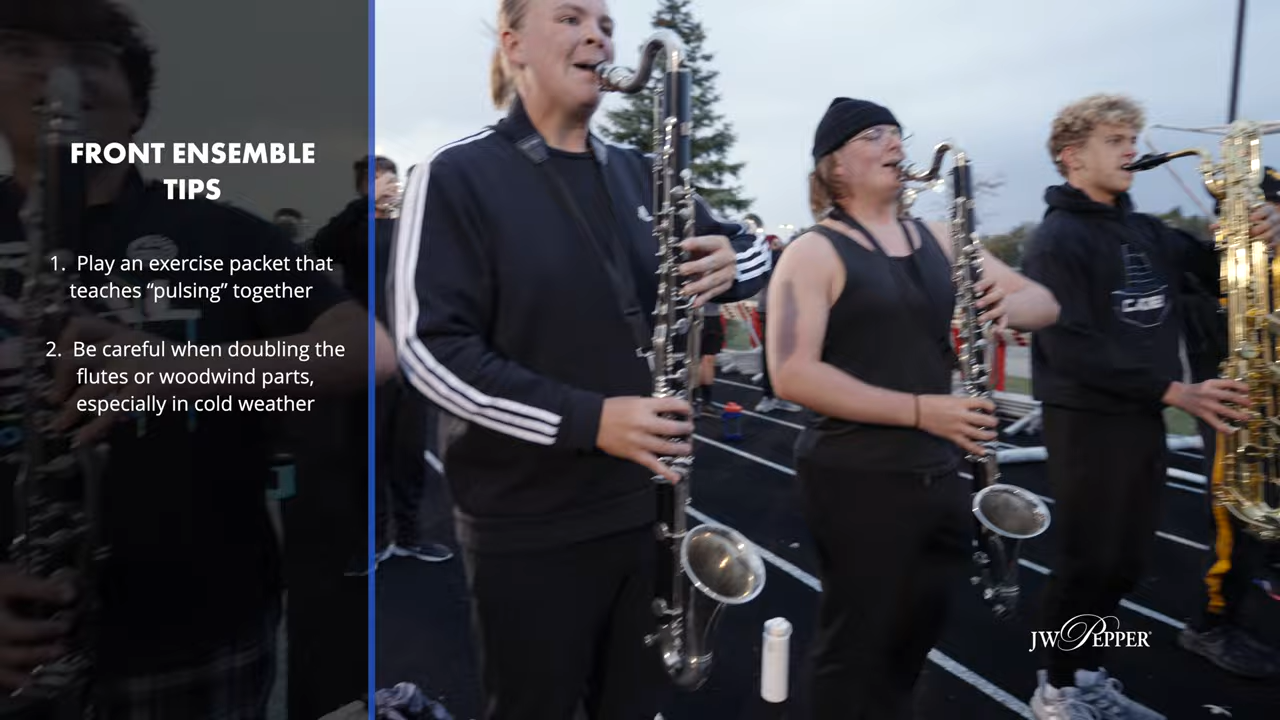 FRONT ENSEMBLE
TIPS
1. Play an exercise packet that
teaches “pulsing” together
2. Be careful when doubling the
flutes or woodwind parts,
especially in cold weather
JW PEPPER